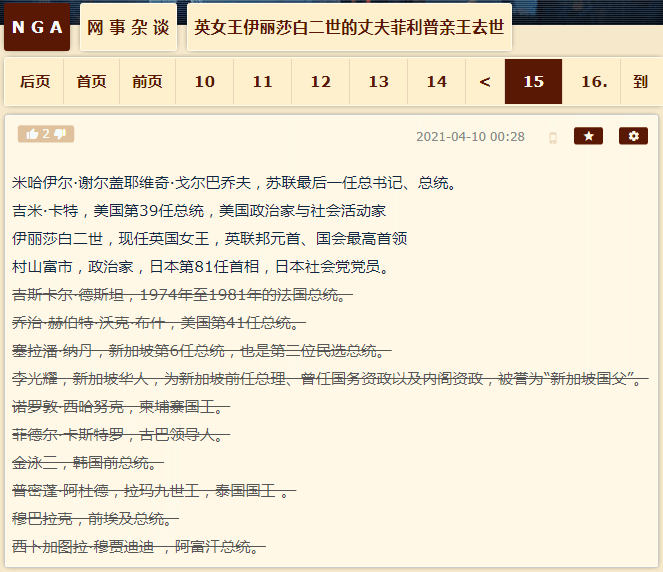 NGA 网事杂谈 英女王伊丽莎白二世的丈夫菲利普亲王去世
后页 首页 前页 10 11 12 13 14 < 15 16. 到
2 2021-04-10 00:28
米哈伊尔·谢尔盖耶维奇·戈尔巴乔夫，苏联最后一任总书记、总统。
吉米·卡特，美国第39任总统，美国政治家与社会活动家
伊丽莎白二世，现任英国女王，英联邦元首、国会最高首领
村山富市，政治家，日本第81任首相，日本社会党党员。
吉斯卡尔·德斯坦，1974年至1981年的法国总统。
乔治·赫伯特·沃克·布什，美国第41任总统。
塞拉潘·纳丹，新加坡第6任总统，也是第二位民选总统。
李光耀，新加坡华人，为新加坡前任总理、曾任国务资政以及内阁资政，被誉为“新加坡国父”。
诺罗敦·西哈努克，柬埔寨国王。
菲德尔·卡斯特罗，古巴领导人。
金泳三，韩国前总统。
普密蓬·阿杜德，拉玛九世王，泰国国王 。
穆巴拉克，前埃及总统。
西卜加图拉·穆贾迪迪 ，阿富汗总统。